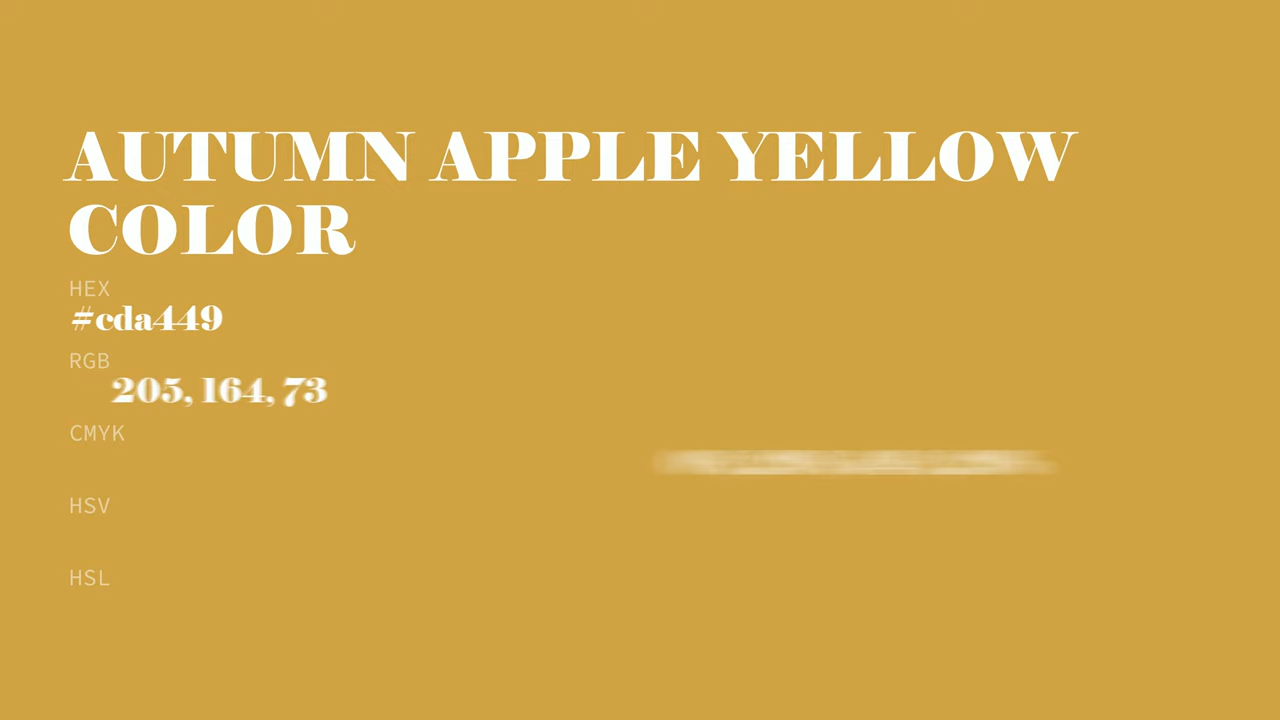 AUTUMN APPLE YELLOW
COLOR
HEX
#cda449
RGB
205, 164, 73
CMYK
HSV
HSL